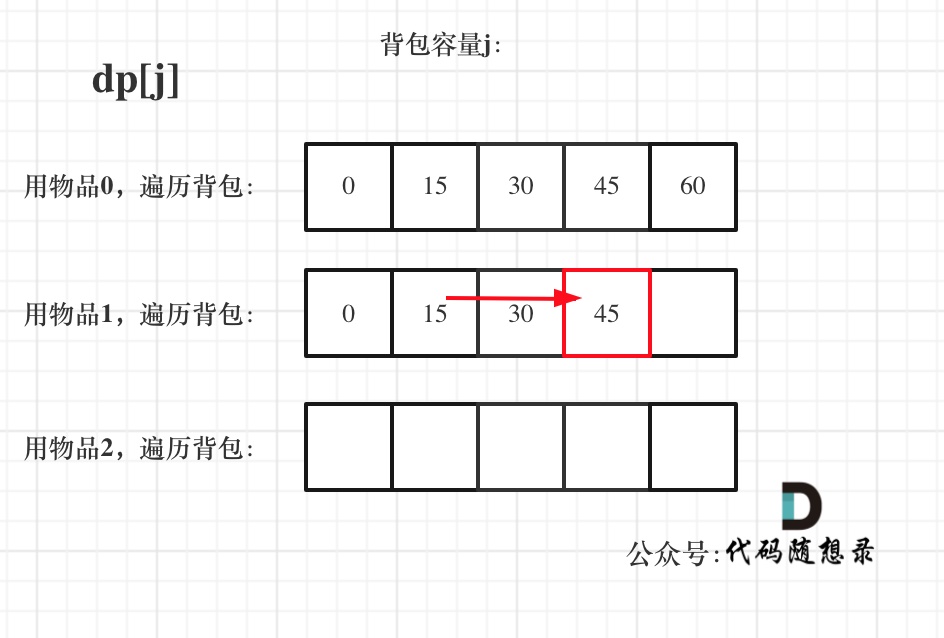 背包容量j：
dp[j]
用物品0，遍历背包：
0 15 30 45 60
用物品1，遍历背包：
0 15 30 45
用物品2，遍历背包：
D
公众号:代码随想录